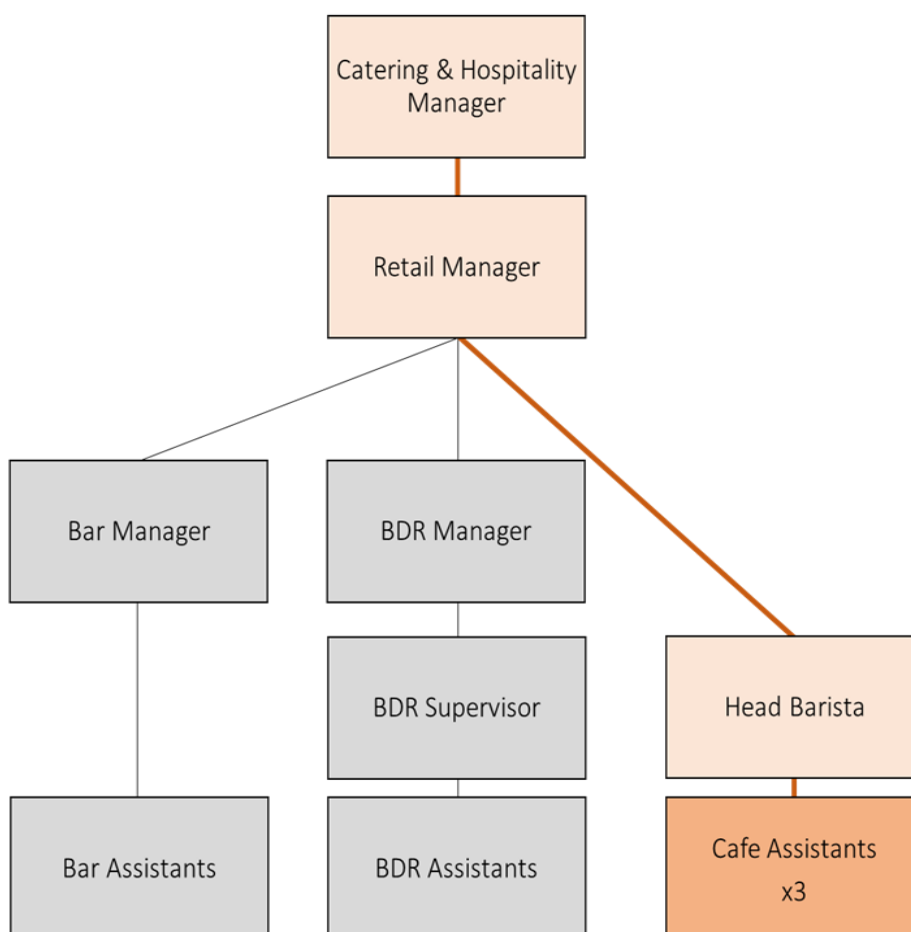 Catering & Hospitality
Manager
Retail Manager
Bar Manager
BDR Manager
BDR Supervisor
Head Barista
Bar Assistants
BDR Assistants
Cafe Assistants
x3